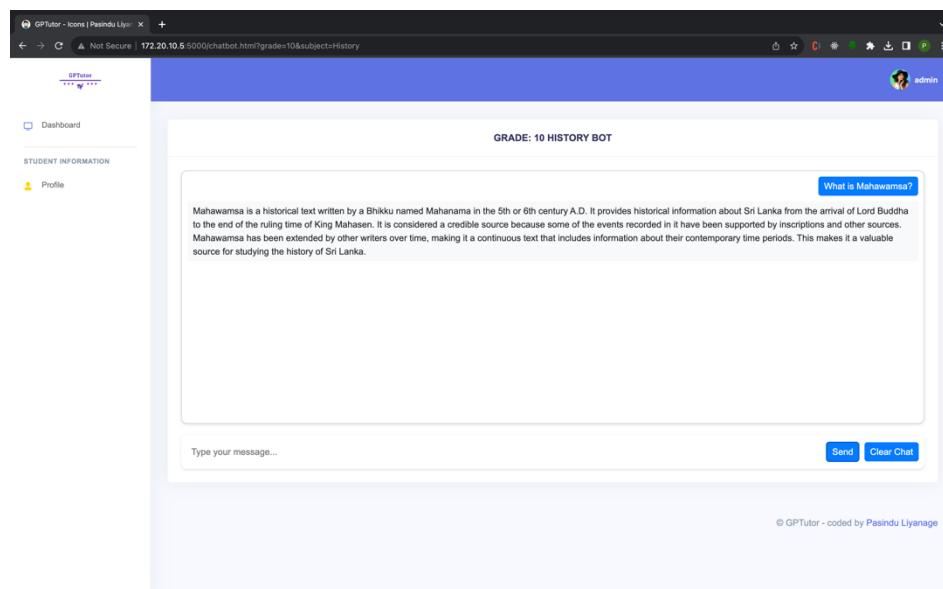 GPTutor - Icons | Pasindu Liyan
Not Secure | 172.20.10.5:5000/chatbot.html?grade=10&subject=History
GPTutor
admin
Dashboard
STUDENT INFORMATION
Profile
GRADE: 10 HISTORY BOT
What is Mahawamsa?
Mahawamsa is a historical text written by a Bhikku named Mahanama in the 5th or 6th century A.D. It provides historical information about Sri Lanka from the arrival of Lord Buddha
to the end of the ruling time of King Mahasen. It is considered a credible source because some of the events recorded in it have been supported by inscriptions and other sources.
Mahawamsa has been extended by other writers over time, making it a continuous text that includes information about their contemporary time periods. This makes it a valuable
source for studying the history of Sri Lanka.
Type your message...
Send
Clear Chat
© GPTutor - coded by Pasindu Liyanage